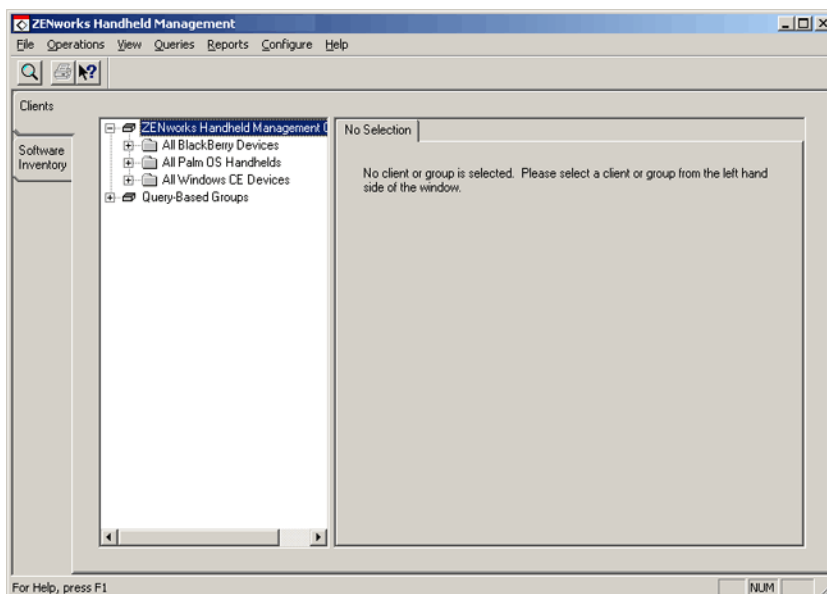 ZENworks Handheld Management
File Operations View Queries Reports Configure Help
Clients
Software
Inventory
ZENworks Handheld Management
All BlackBerry Devices
All Palm OS Handhelds
All Windows CE Devices
Query-Based Groups
No Selection
No client or group is selected. Please select a client or group from the left hand
side of the window.
For Help, press F1
NUM